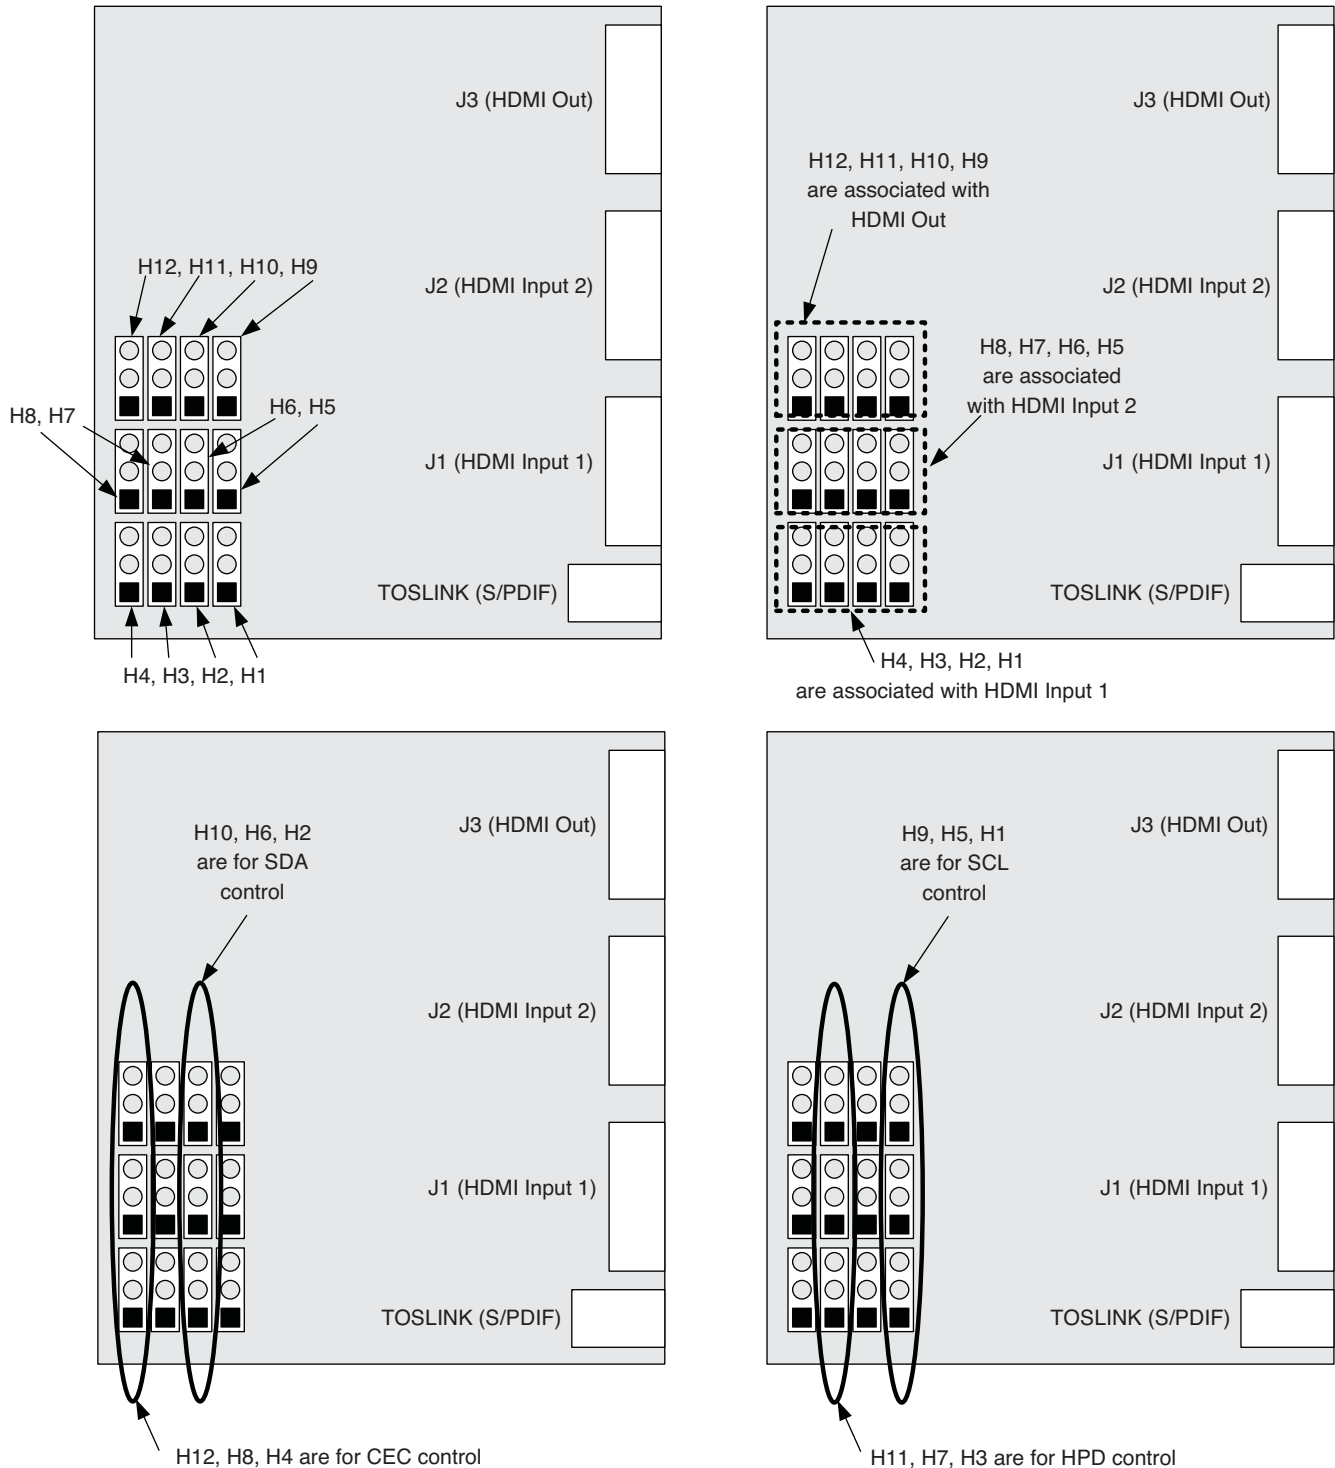 J3 (HDMI Out)
H12, H11, H10, H9
J2 (HDMI Input 2)
H8, H7
H6, H5
J1 (HDMI Input 1)
TOSLINK (S/PDIF)
H4, H3, H2, H1
J3 (HDMI Out)
H12, H11, H10, H9
are associated with
HDMI Out
J2 (HDMI Input 2)
H8, H7, H6, H5
are associated
with HDMI Input 2
J1 (HDMI Input 1)
TOSLINK (S/PDIF)
H4, H3, H2, H1
are associated with HDMI Input 1
J3 (HDMI Out)
H10, H6, H2
are for SDA
control
J2 (HDMI Input 2)
J1 (HDMI Input 1)
TOSLINK (S/PDIF)
H12, H8, H4 are for CEC control
J3 (HDMI Out)
H9, H5, H1
are for SCL
control
J2 (HDMI Input 2)
J1 (HDMI Input 1)
TOSLINK (S/PDIF)
H11, H7, H3 are for HPD control